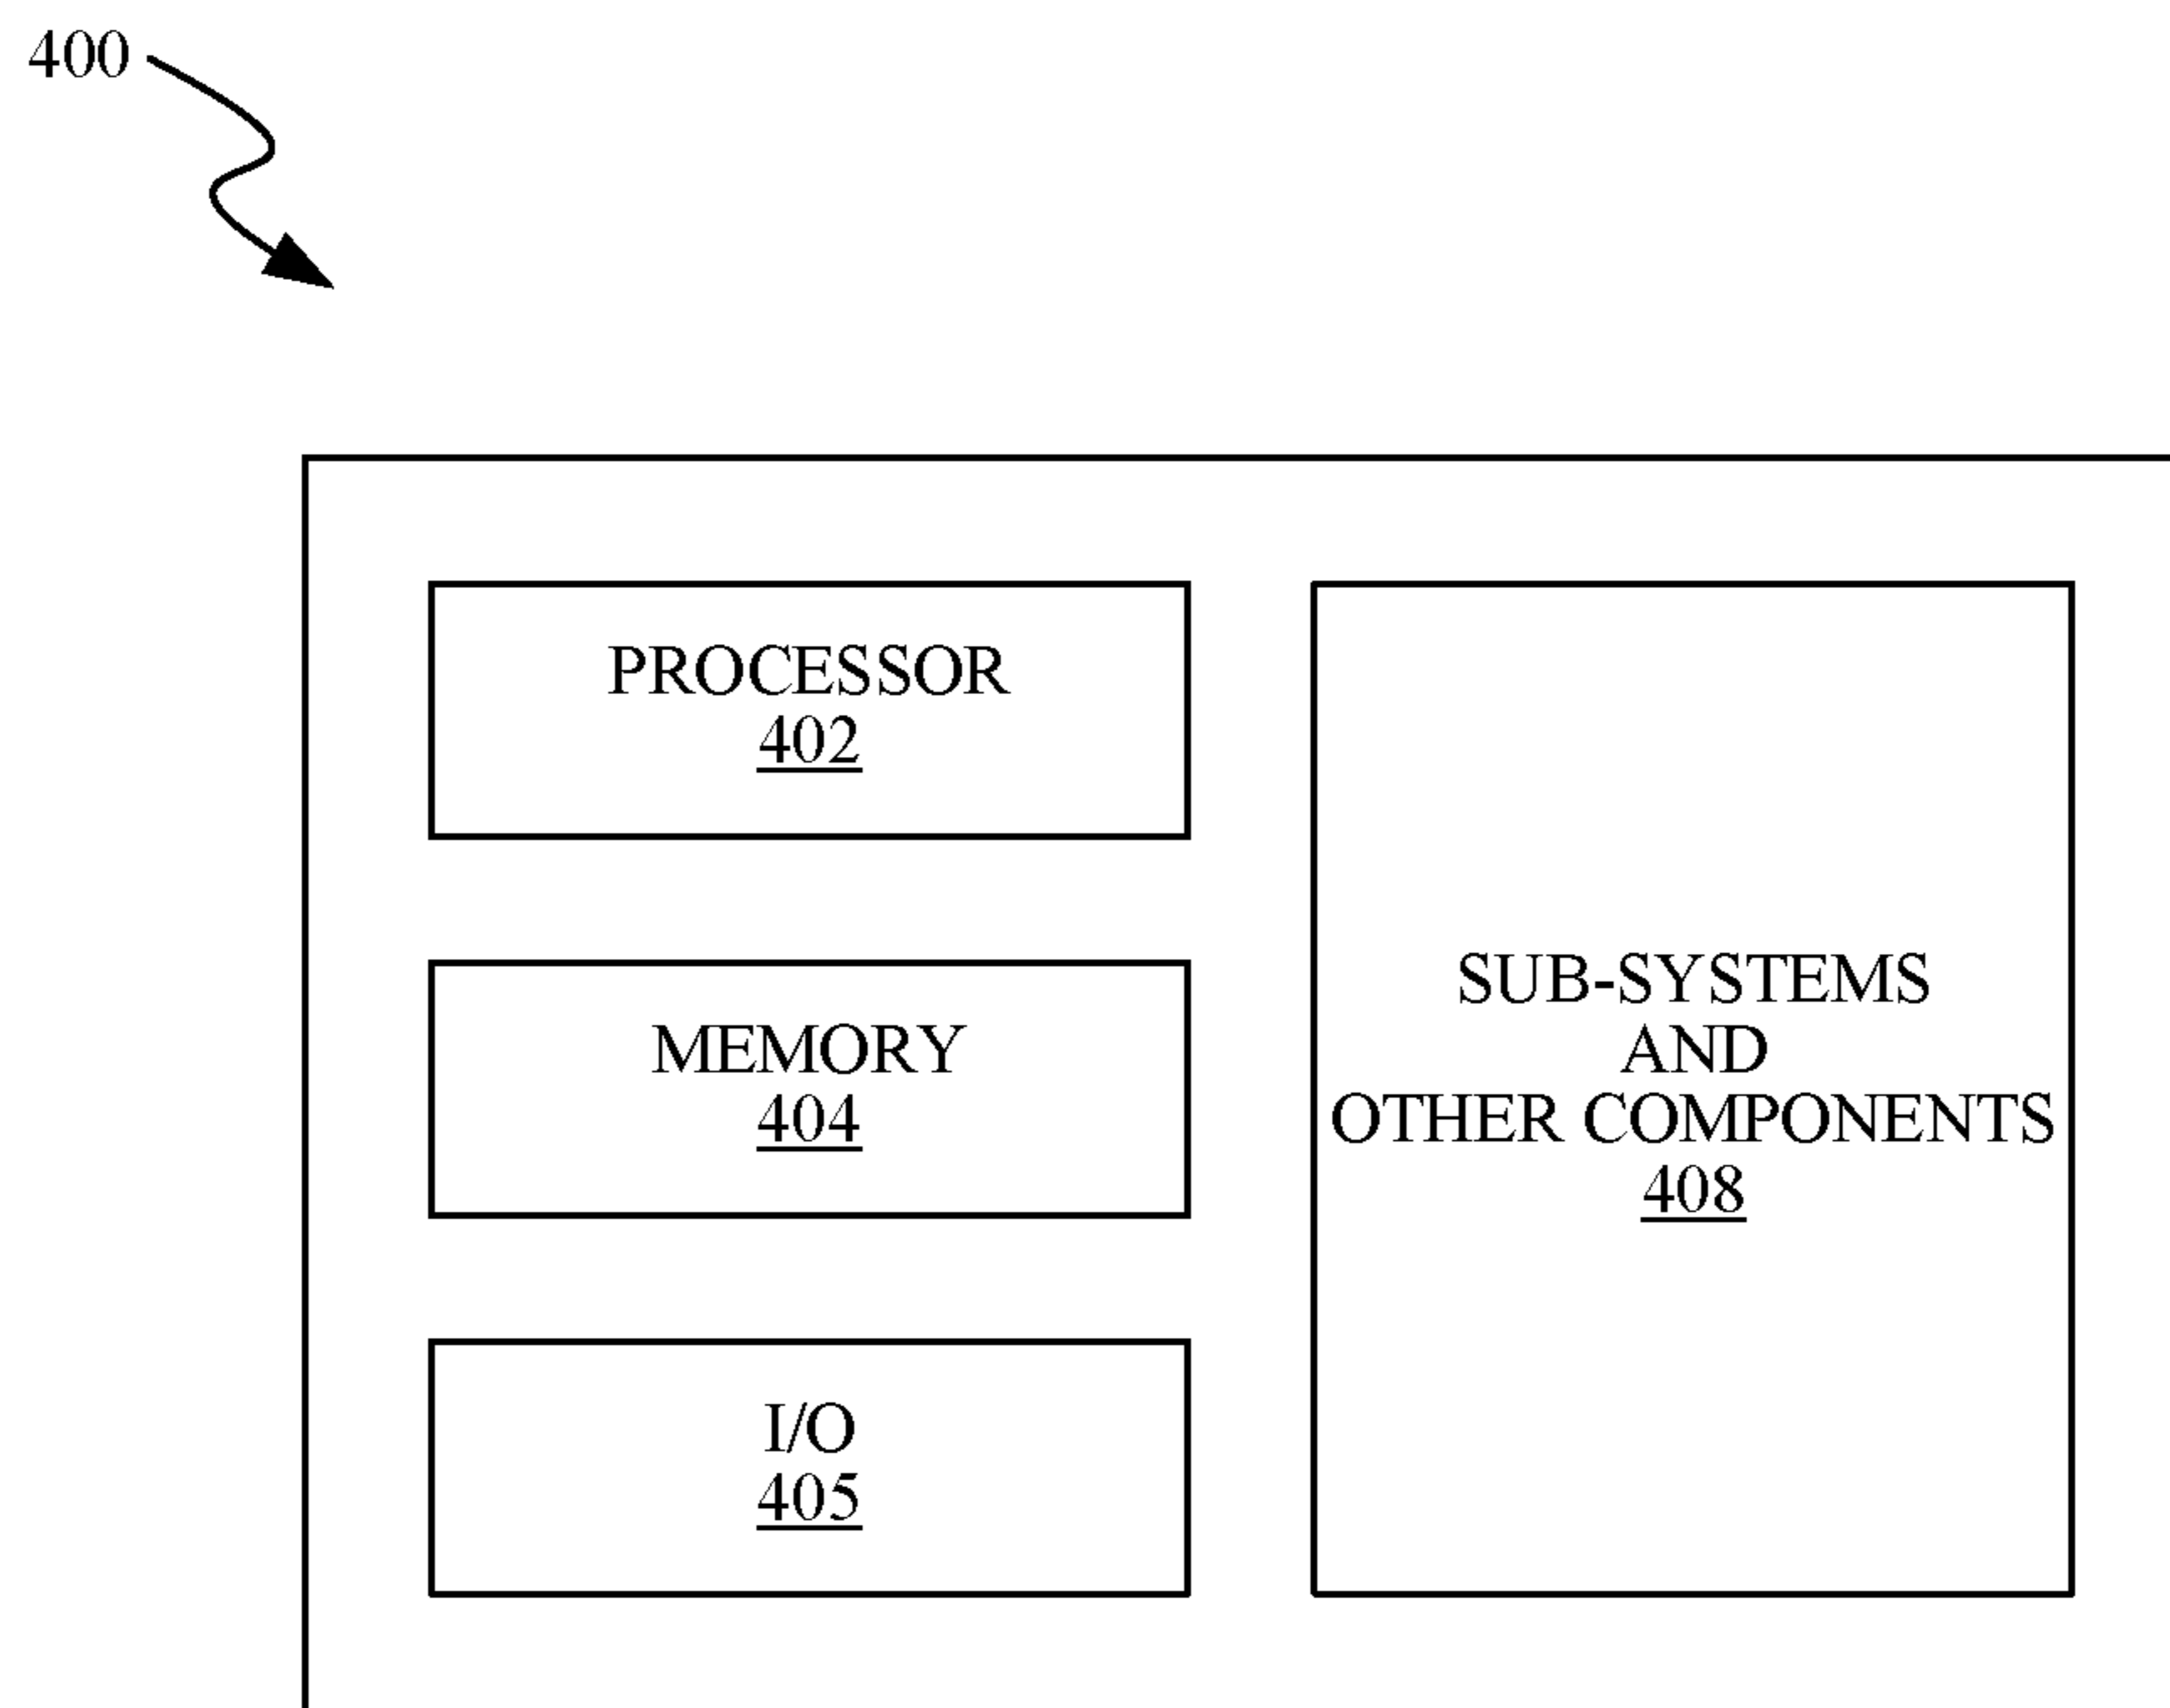 400
PROCESSOR
402
MEMORY
404
I/O
405
SUB-SYSTEMS
AND
OTHER COMPONENTS
408